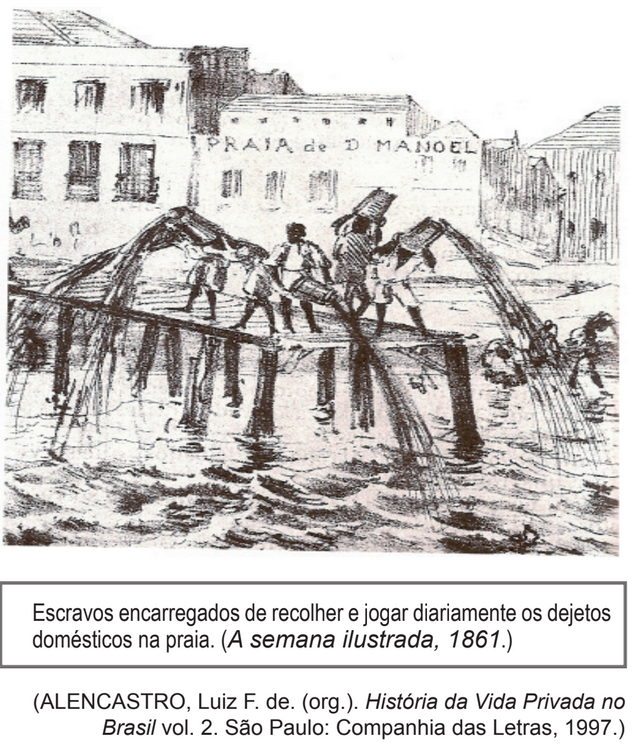 PRAIA de D MANOEL
Escravos encarregados de recolher e jogar diariamente os dejetos
domésticos na praia. (A semana ilustrada, 1861.)
(ALENCASTRO, Luiz F. de. (org.). História da Vida Privada no
Brasil vol. 2. São Paulo: Companhia das Letras, 1997.)